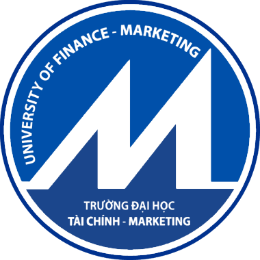 UNIVERSITY OF FINANCE - MARKETING
TRƯỜNG ĐẠI HỌC
TÀI CHÍNH - MARKETING